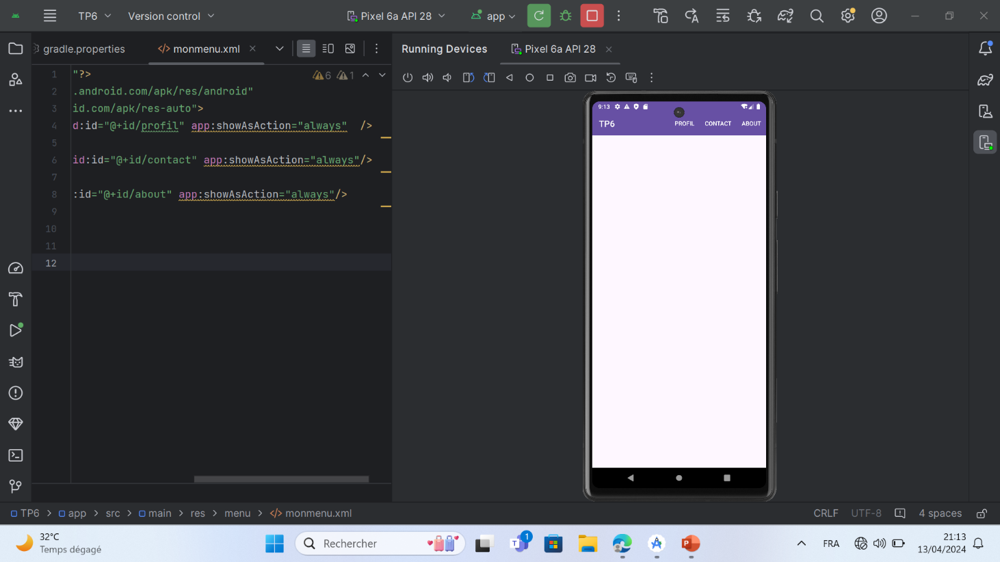 TP6
Version control
Pixel 6a API 28
app
gradle.properties
monmenu.xml
Running Devices
Pixel 6a API 28
1 "?>
6 1
2 .android.com/apk/res/android"
3 id.com/apk/res-auto">
4 d:id="@+id/profil" app:showAsAction="always" />
5
6 id:id="@+id/contact" app:showAsAction="always"/>
7
8 :id="@+id/about" app:showAsAction="always"/>
9
10
11
12
9:13
TP6 PROFIL CONTACT ABOUT
TP6 > app > src > main > res > menu > monmenu.xml
CRLF UTF-8 4 spaces
32°C
Temps dégagé
Rechercher
1
FRA
21:13
13/04/2024